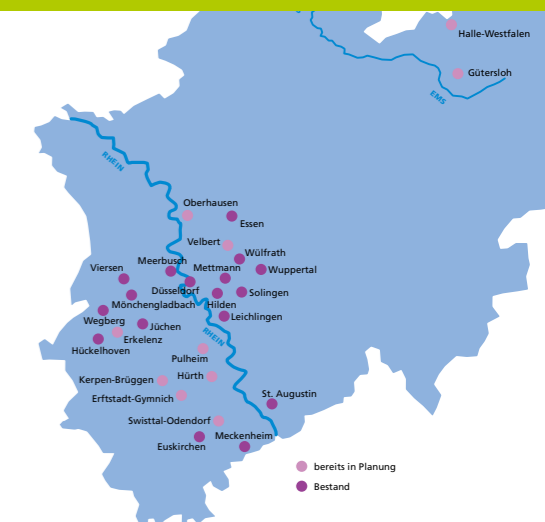 Halle-Westfalen
Gütersloh
EMS
RHEIN
Oberhausen
Essen
Velbert
Wülfrath
Meerbusch
Mettmann
Wuppertal
Viersen
Düsseldorf
Solingen
Mönchengladbach
Hilden
Leichlingen
Wegberg
Jüchen
RHEIN
Erkelenz
Hückelhoven
Pulheim
Kerpen-Brüggen
Hürth
Erftstadt-Gymnich
St. Augustin
Swisttal-Odendorf
Meckenheim
Euskirchen
bereits in Planung
Bestand